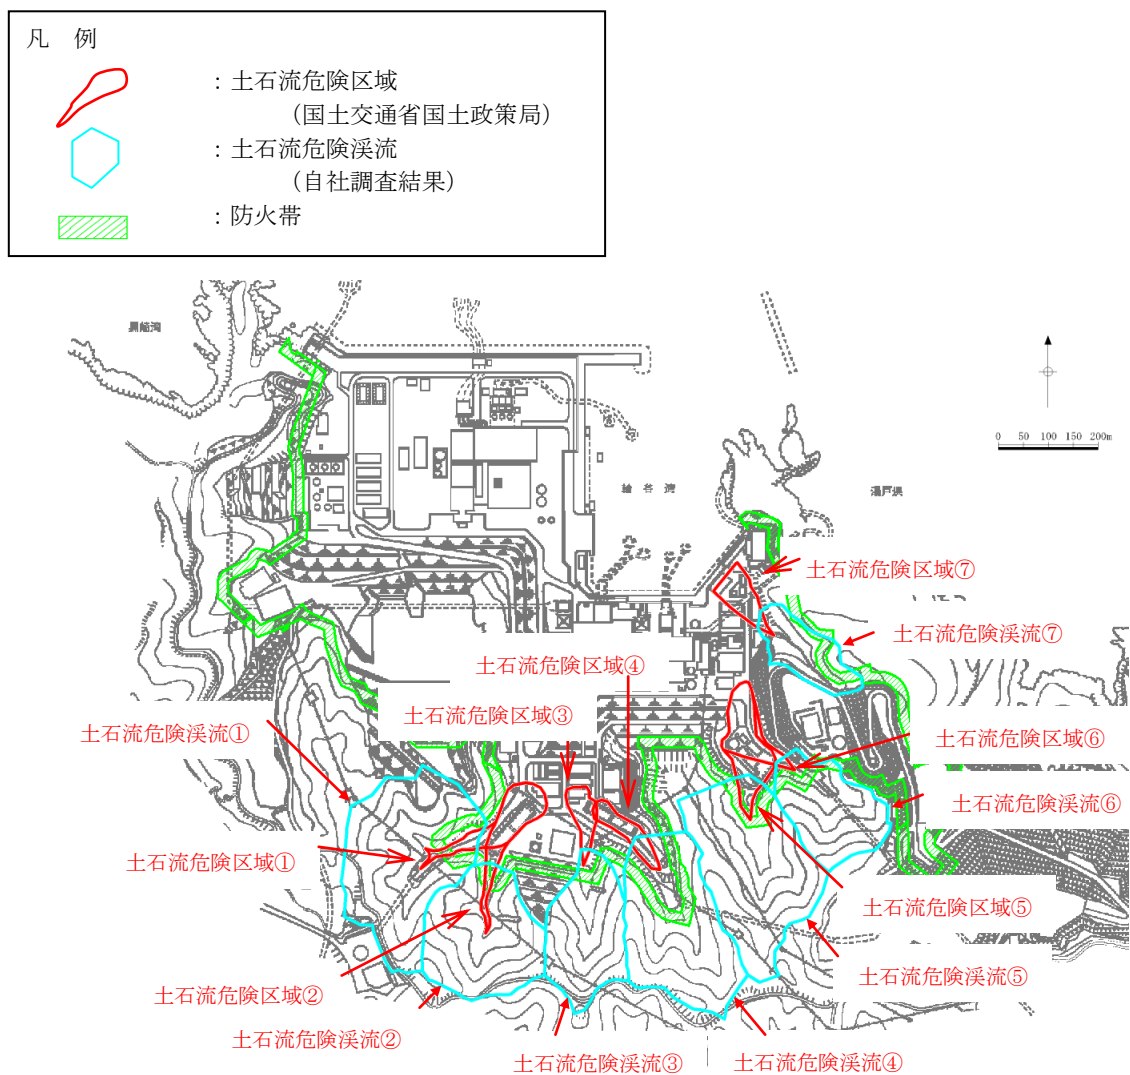 凡 例
：土石流危険区域
（国土交通省国土政策局）
：土石流危険渓流
（自社調査結果）
：防火帯
輪谷湾
0 50 100 150 200m
土石流危険区域⑦
土石流危険渓流⑦
土石流危険区域④
土石流危険区域③
土石流危険渓流①
土石流危険区域⑥
土石流危険渓流⑥
土石流危険区域①
土石流危険区域⑤
土石流危険渓流⑤
土石流危険区域②
土石流危険渓流②
土石流危険渓流③
土石流危険渓流④